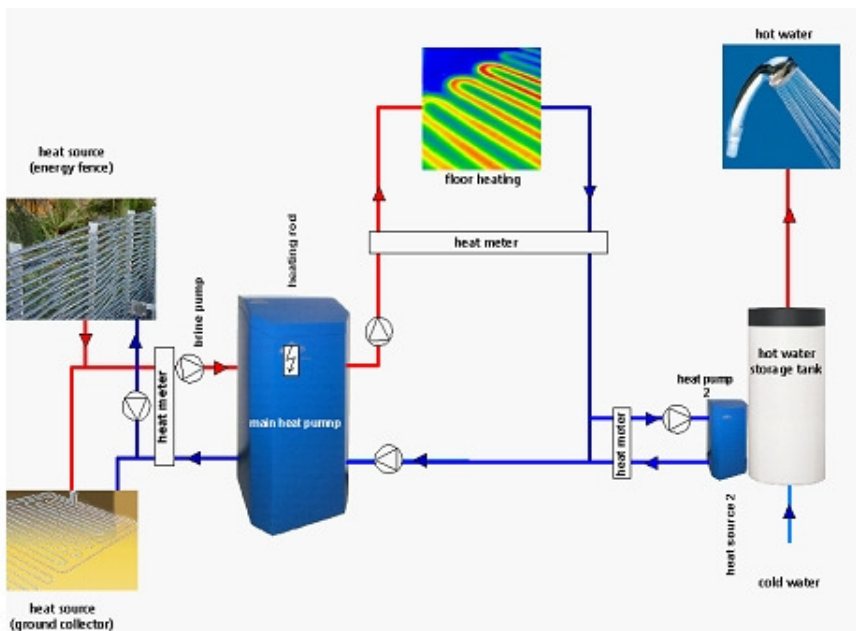 hot water
heat source
(energy fence)
floor heating
heat meter
heating rod
brine pump
heat meter
main heat pumnp
hot water
storage tank
heat pump
2
heat meter
heat source 2
cold water
heat source
(ground collector)